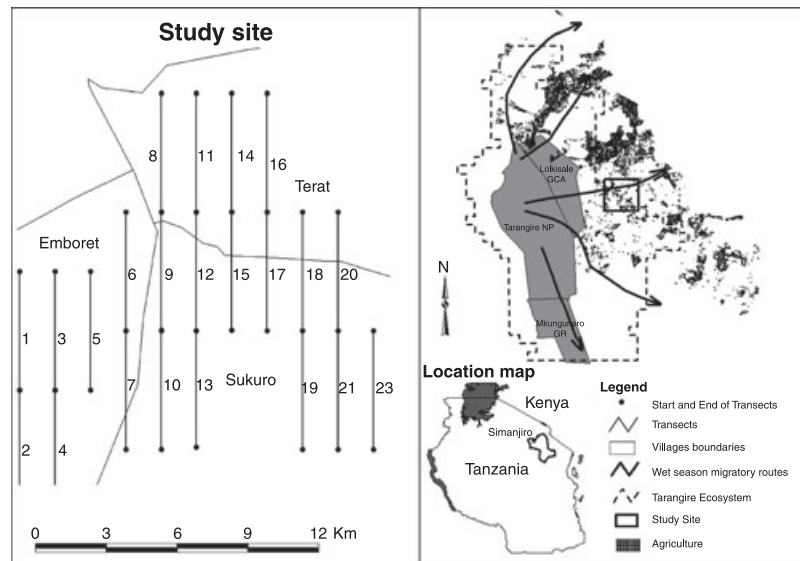 Study site
8
11
14
16
Terat
Emboret
6
9
12
15
17
18
20
1
3
5
7
10
13
Sukuro
19
21
23
2
4
0 3 6 9 12 Km
Lolkisale
GCA
Tarangire NP
N
Mkungunero
GR
Location map
Kenya
Simanjiro
Tanzania
Legend
Start and End of Transects
Transects
Villages boundaries
Wet season migratory routes
Tarangire Ecosystem
Study Site
Agriculture